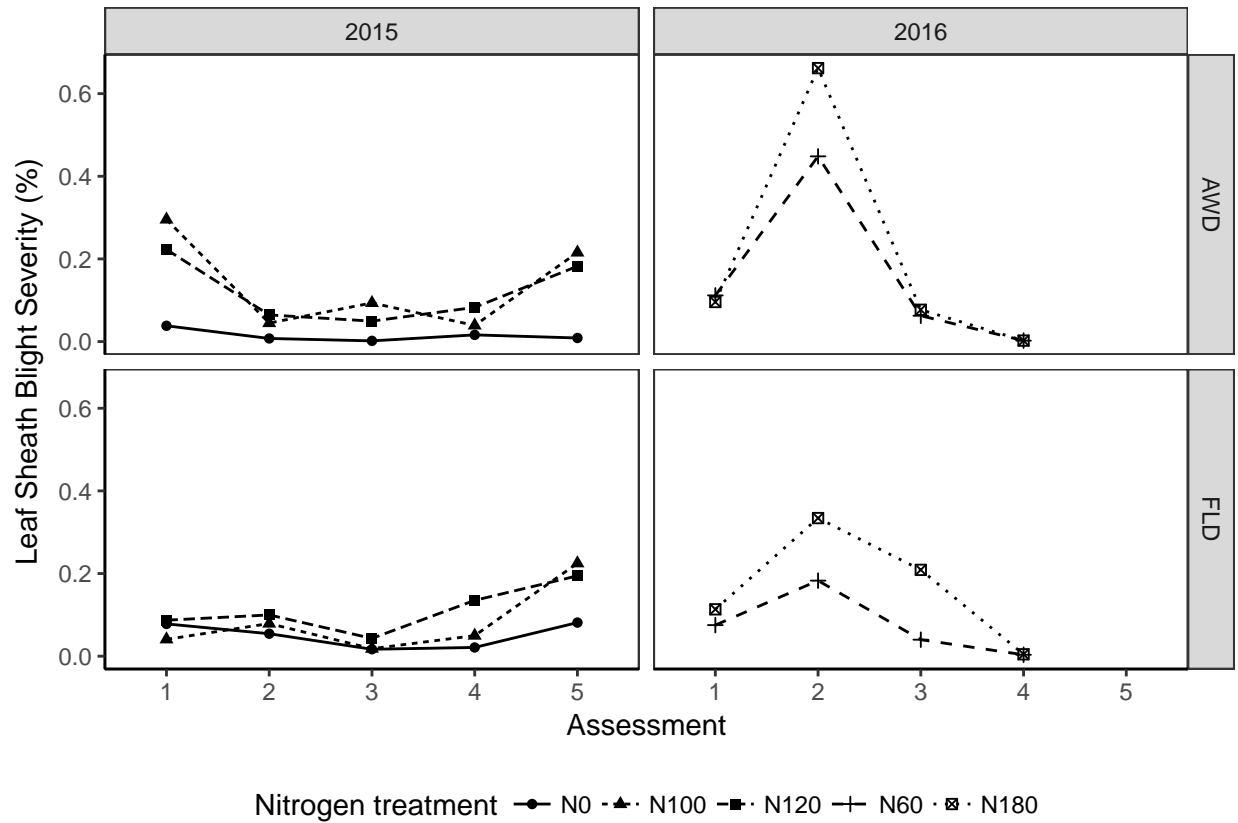 2015 2016
Leaf Sheath Blight Severity (%)
0.6
0.4
0.2
0.0
AWD
0.6
0.4
0.2
0.0
FLD
1 2 3 4 5 1 2 3 4 5
Assessment
Nitrogen treatment N0 N100 N120 N60 N180